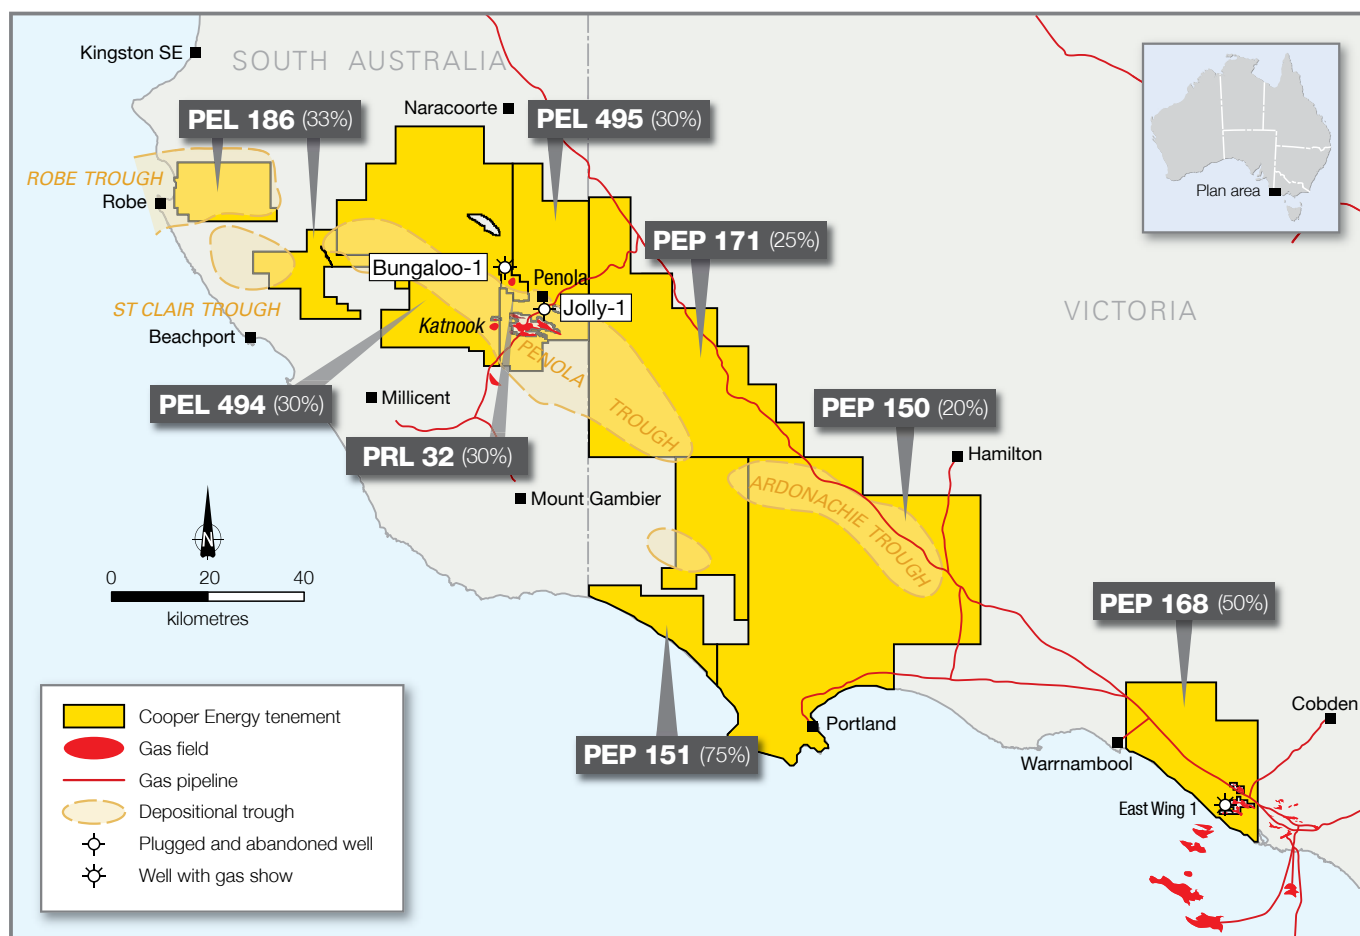 Kingston SE
SOUTH AUSTRALIA
Naracoorte
PEL 186 (33%)
PEL 495 (30%)
Plan area
ROBE TROUGH
Robe
PEP 171 (25%)
Bungaloo-1
Penola
ST CLAIR TROUGH
Jolly-1
VICTORIA
Beachport
Katnook
PENOLA
TROUGH
PEL 494 (30%)
Millicent
PEP 150 (20%)
PRL 32 (30%)
Hamilton
ARDONACHIE TROUGH
Mount Gambier
N
0 20 40
kilometres
PEP 168 (50%)
Cooper Energy tenement
Gas field
Gas pipeline
Depositional trough
Plugged and abandoned well
Well with gas show
Portland
PEP 151 (75%)
Cobden
Warrnambool
East Wing 1